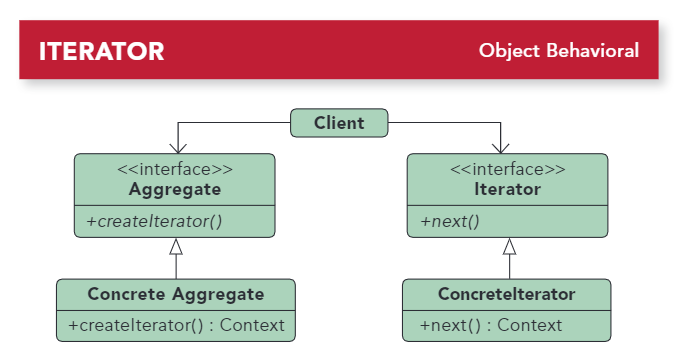 ITERATOR
Object Behavioral
Client
<<interface>>
Aggregate
+createIterator()
<<interface>>
Iterator
+next()
Concrete Aggregate
+createIterator() : Context
ConcreteIterator
+next() : Context